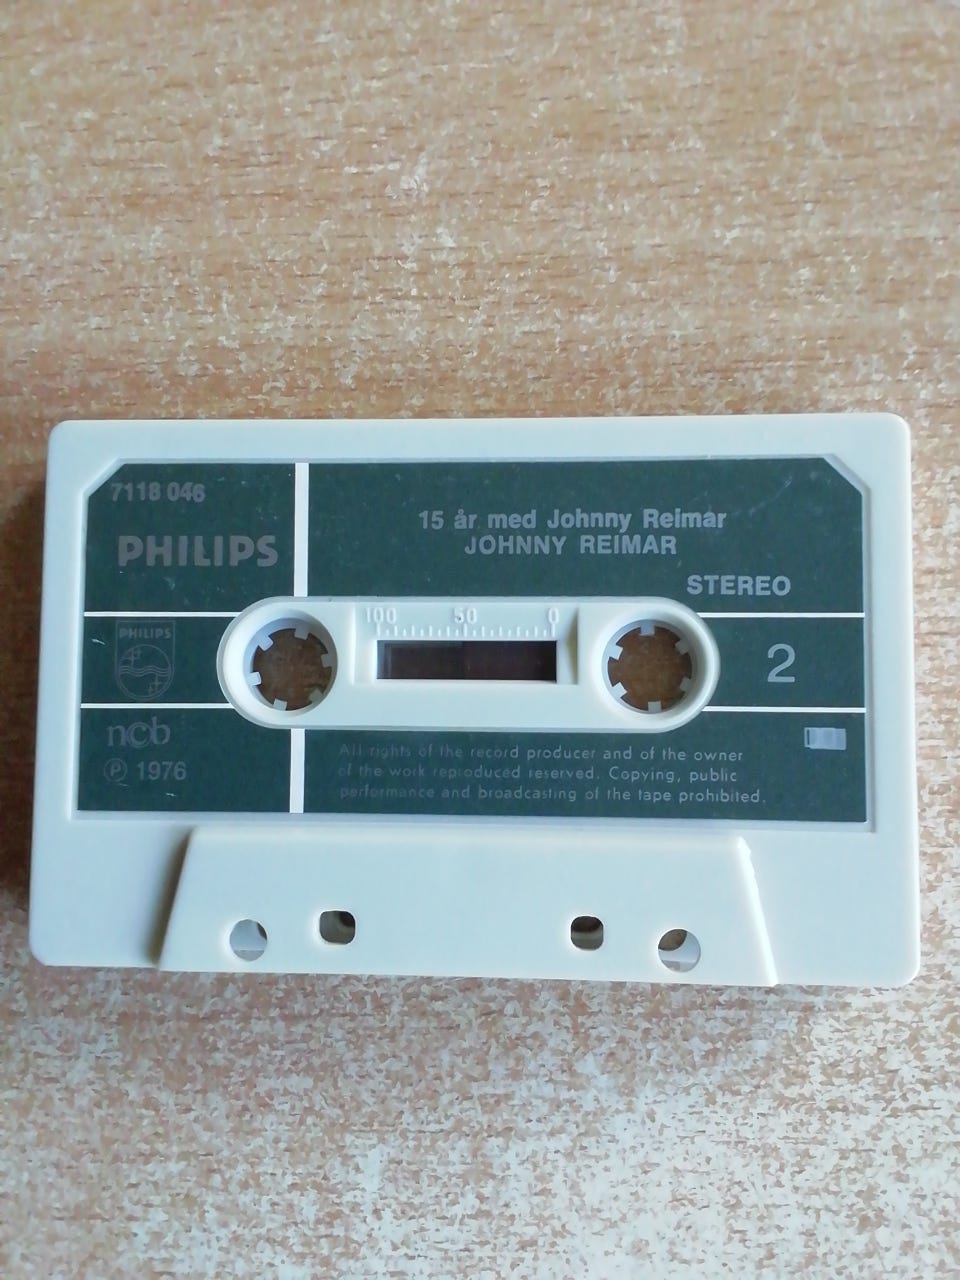 7118 046
PHILIPS
15 år med Johnny Reimar
JOHNNY REIMAR
STEREO
100 50 0
PHILIPS
2
ncb
Ⓟ 1976
All rights of the record producer and of the owner
of the work reproduced reserved. Copying, public
performance and broadcasting of the tape prohibited.